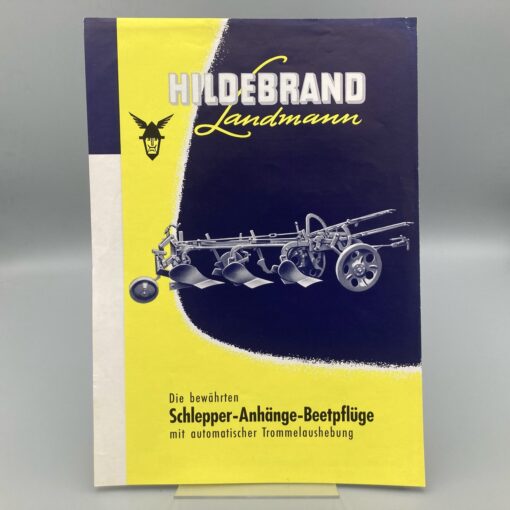 HILDEBRAND
Landmann
Die bewährten
Schlepper-Anhänge-Beetpflüge
mit automatischer Trommelaushebung